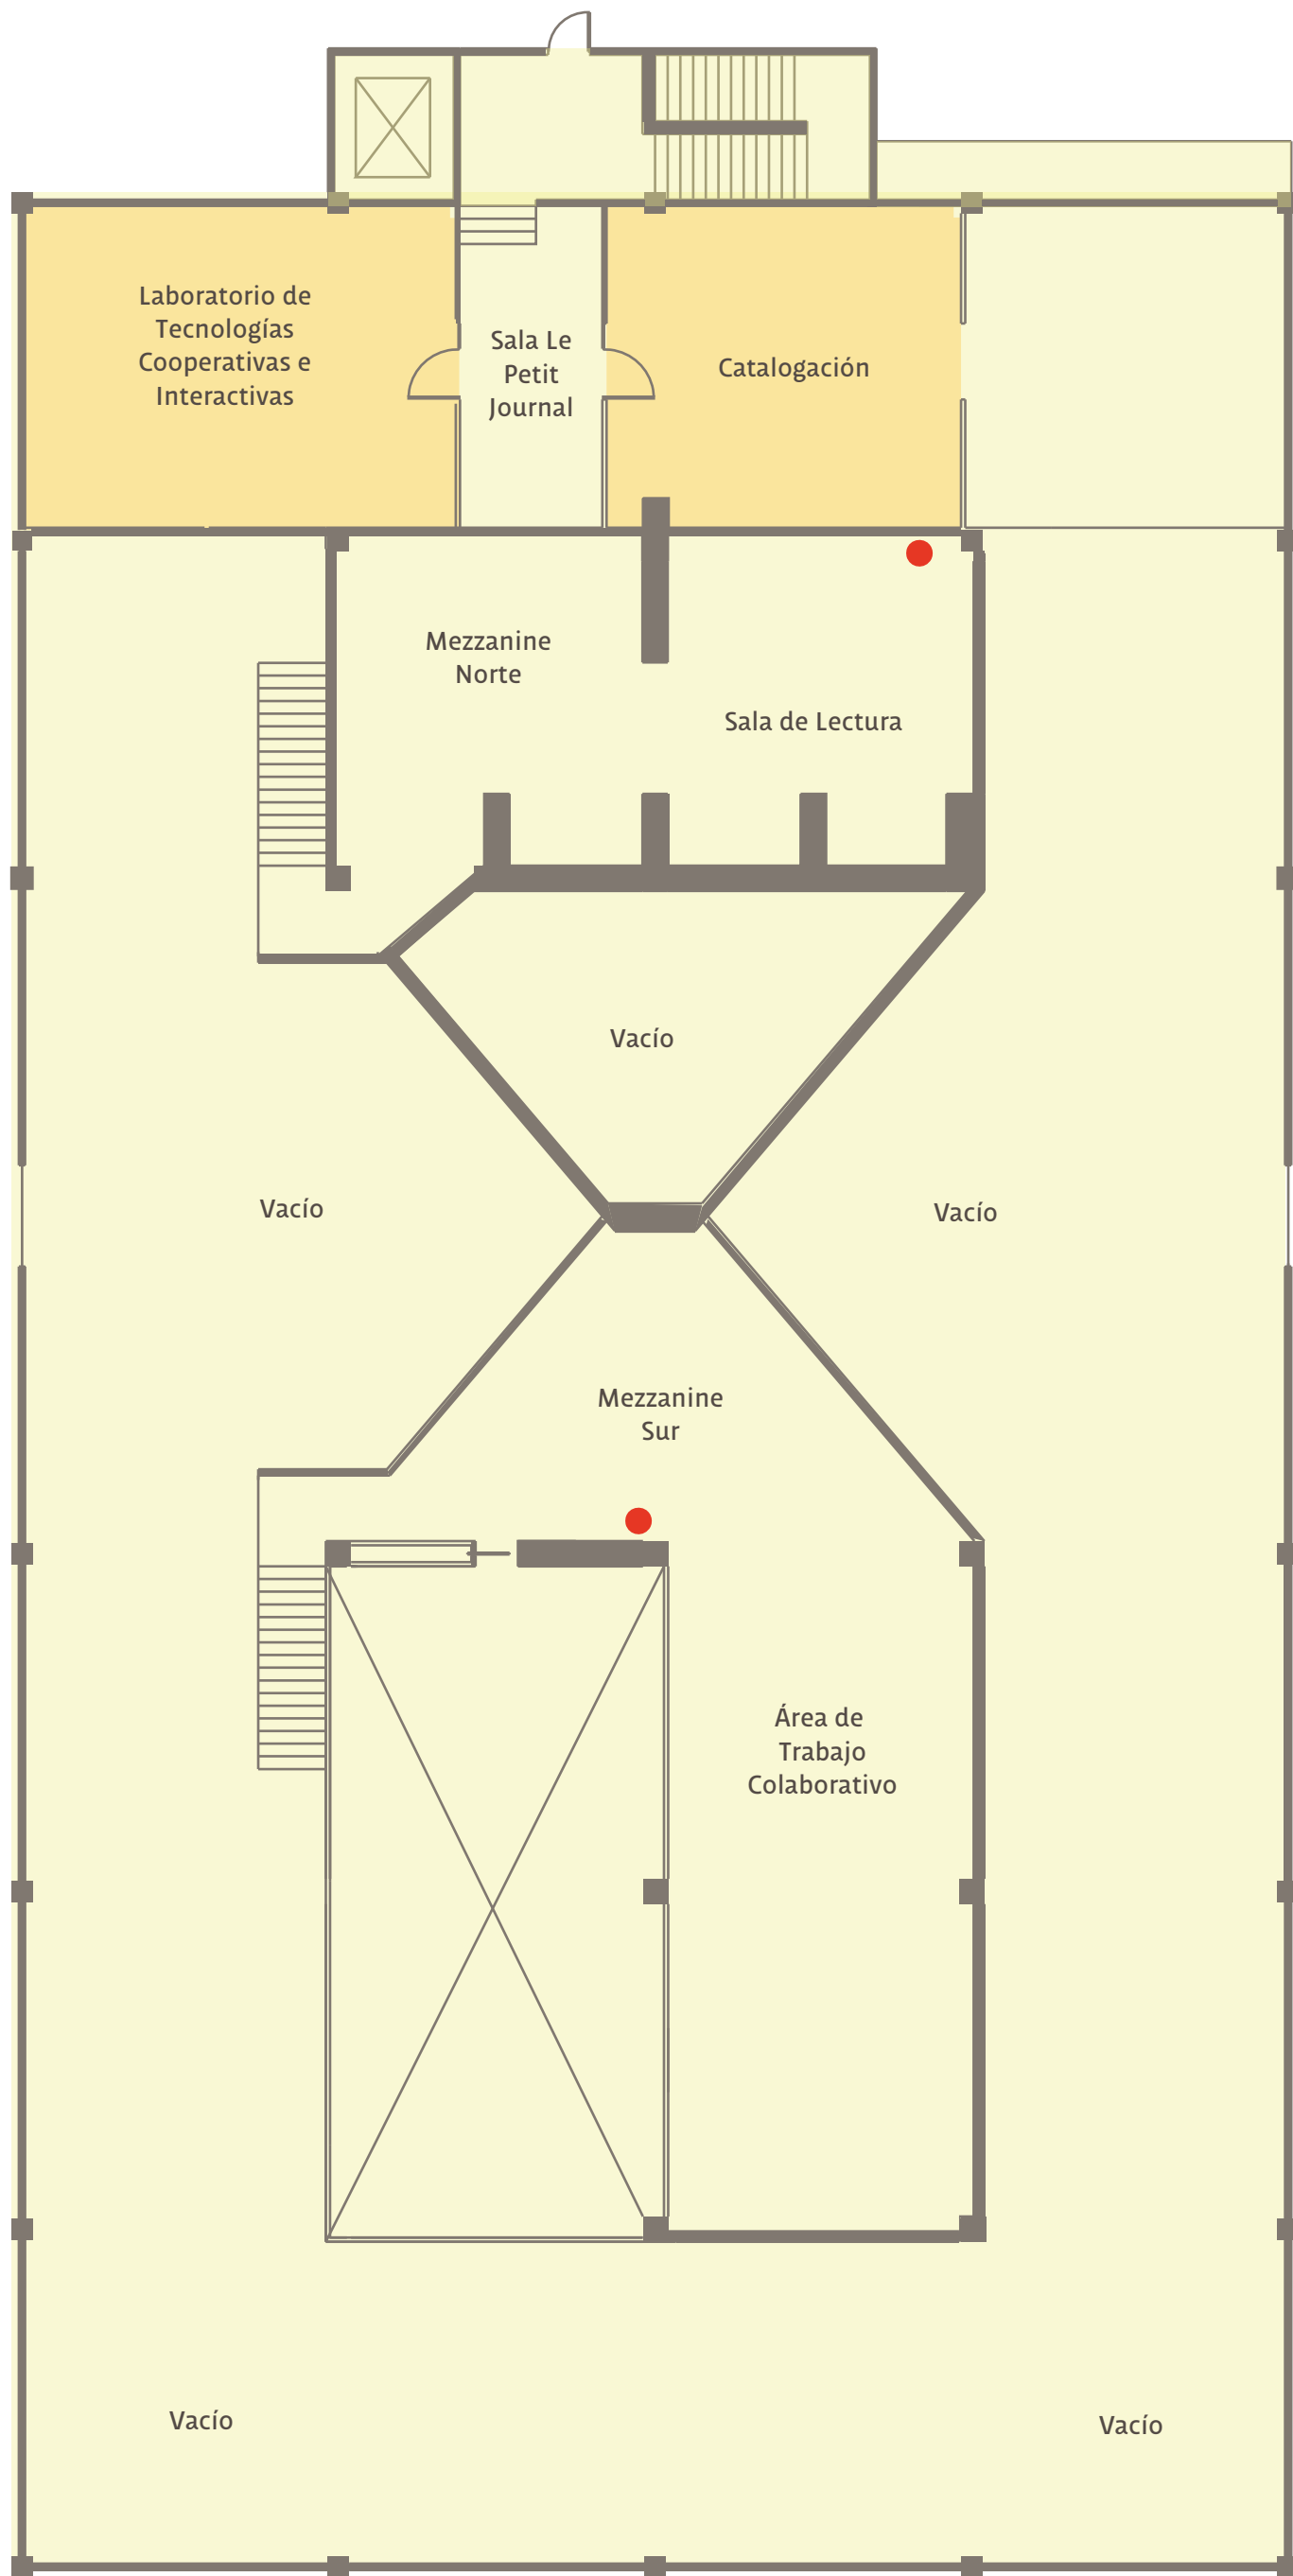 Laboratorio de
Tecnologías
Cooperativas e
Interactivas
Sala Le
Petit
Journal
Catalogación
Mezzanine
Norte
Sala de Lectura
Vacío
Vacío
Vacío
Mezzanine
Sur
Área de
Trabajo
Colaborativo
Vacío
Vacío